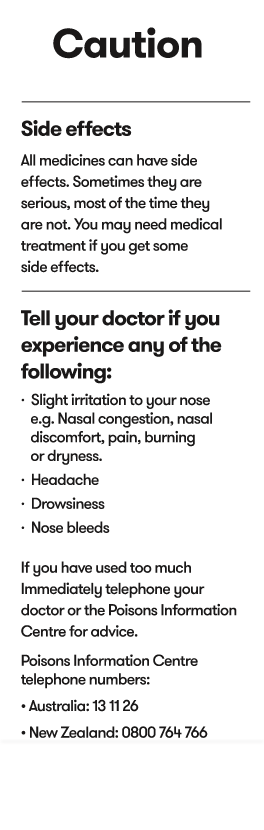 Caution
Side effects
All medicines can have side
effects. Sometimes they are
serious, most of the time they
are not. You may need medical
treatment if you get some
side effects.
Tell your doctor if you
experience any of the
following:
· Slight irritation to your nose
e.g. Nasal congestion, nasal
discomfort, pain, burning
or dryness.
· Headache
· Drowsiness
· Nose bleeds
If you have used too much
Immediately telephone your
doctor or the Poisons Information
Centre for advice.
Poisons Information Centre
telephone numbers:
• Australia: 13 11 26
• New Zealand: 0800 764 766